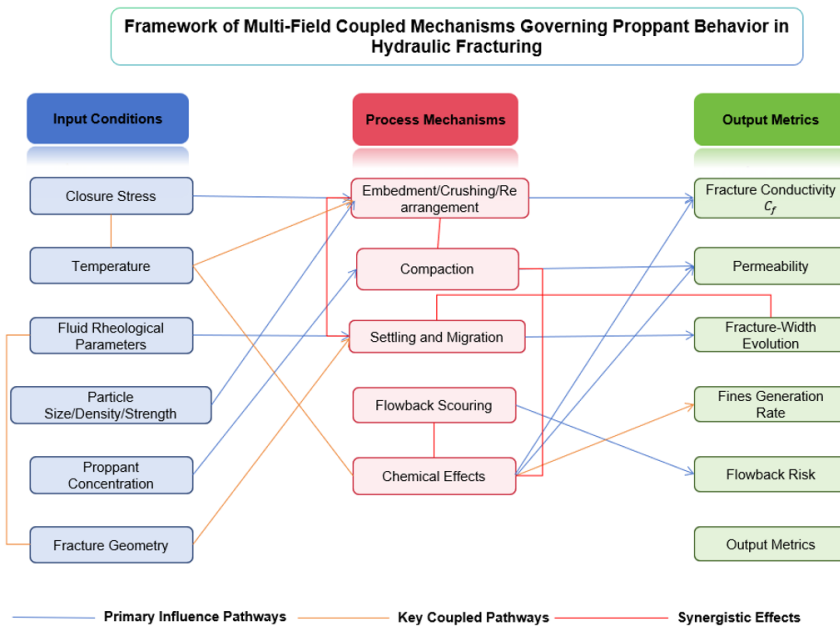 Framework of Multi-Field Coupled Mechanisms Governing Proppant Behavior in
Hydraulic Fracturing
Input Conditions
Closure Stress
Temperature
Fluid Rheological
Parameters
Particle
Size/Density/Strength
Proppant
Concentration
Fracture Geometry
Process Mechanisms
Embedment/Crushing/Re
arrangement
Compaction
Settling and Migration
Flowback Scouring
Chemical Effects
Output Metrics
Fracture Conductivity
C_f
Permeability
Fracture-Width
Evolution
Fines Generation
Rate
Flowback Risk
Output Metrics
Primary Influence Pathways
Key Coupled Pathways
Synergistic Effects